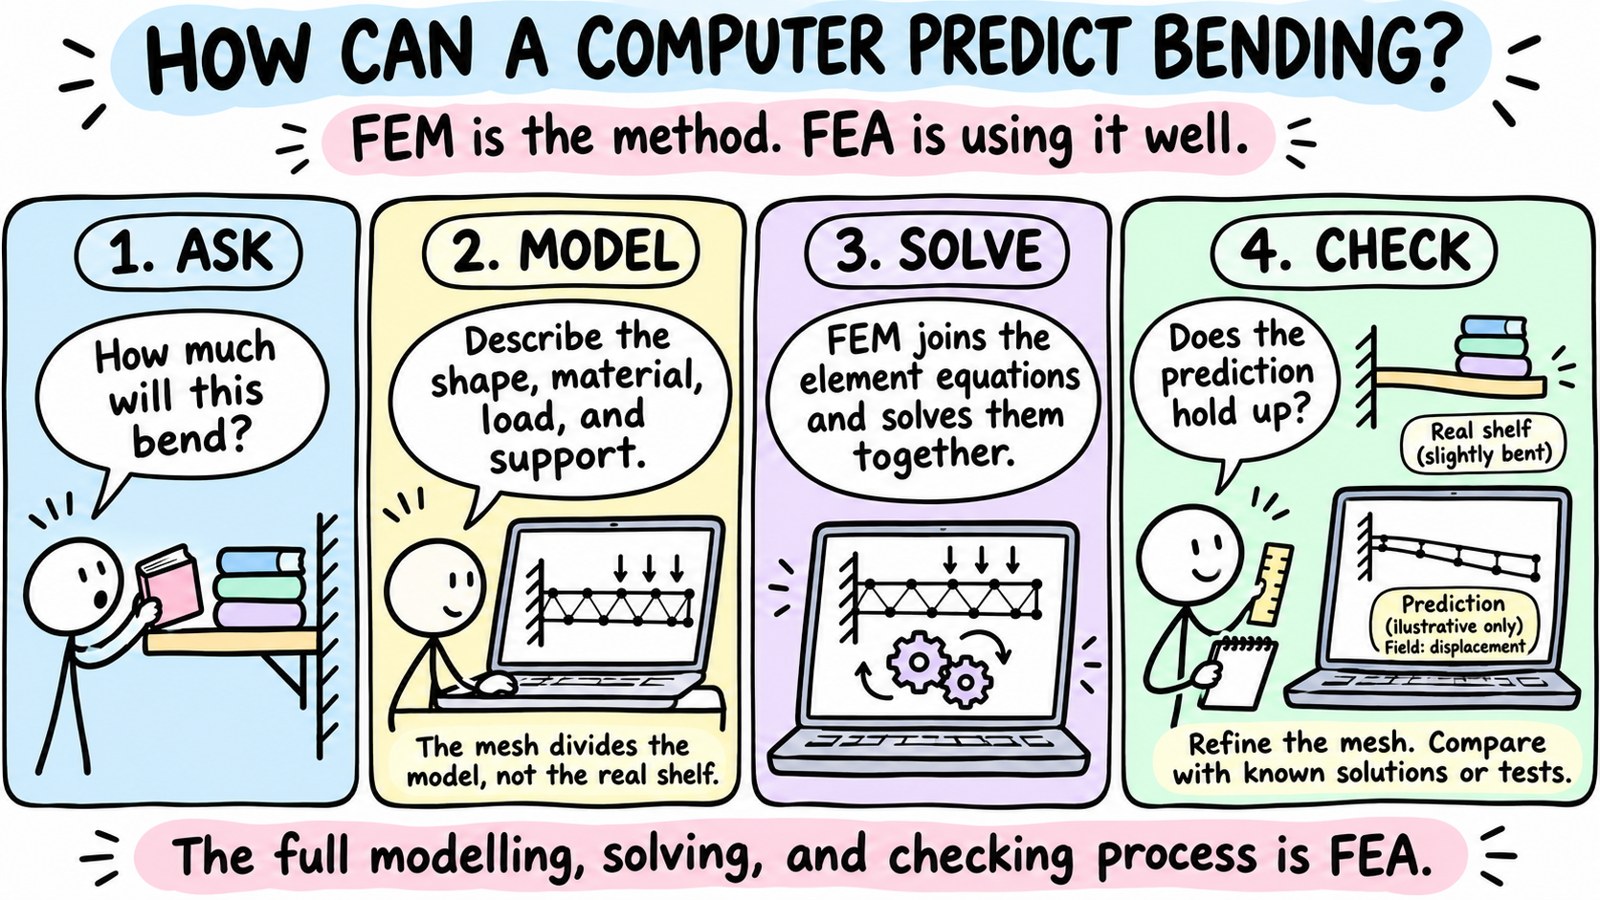 HOW CAN A COMPUTER PREDICT BENDING?
FEM is the method. FEA is using it well.
1. ASK
How much
will this
bend?
2. MODEL
Describe the
shape, material,
load, and
support.
The mesh divides the
model, not the real shelf.
3. SOLVE
FEM joins the
element equations
and solves them
together.
4. CHECK
Does the
prediction
hold up?
Real shelf
(slightly bent)
Prediction
(ilustrative only)
Field: displacement
Refine the mesh. Compare
with known solutions or tests.
The full modelling, solving, and checking process is FEA.